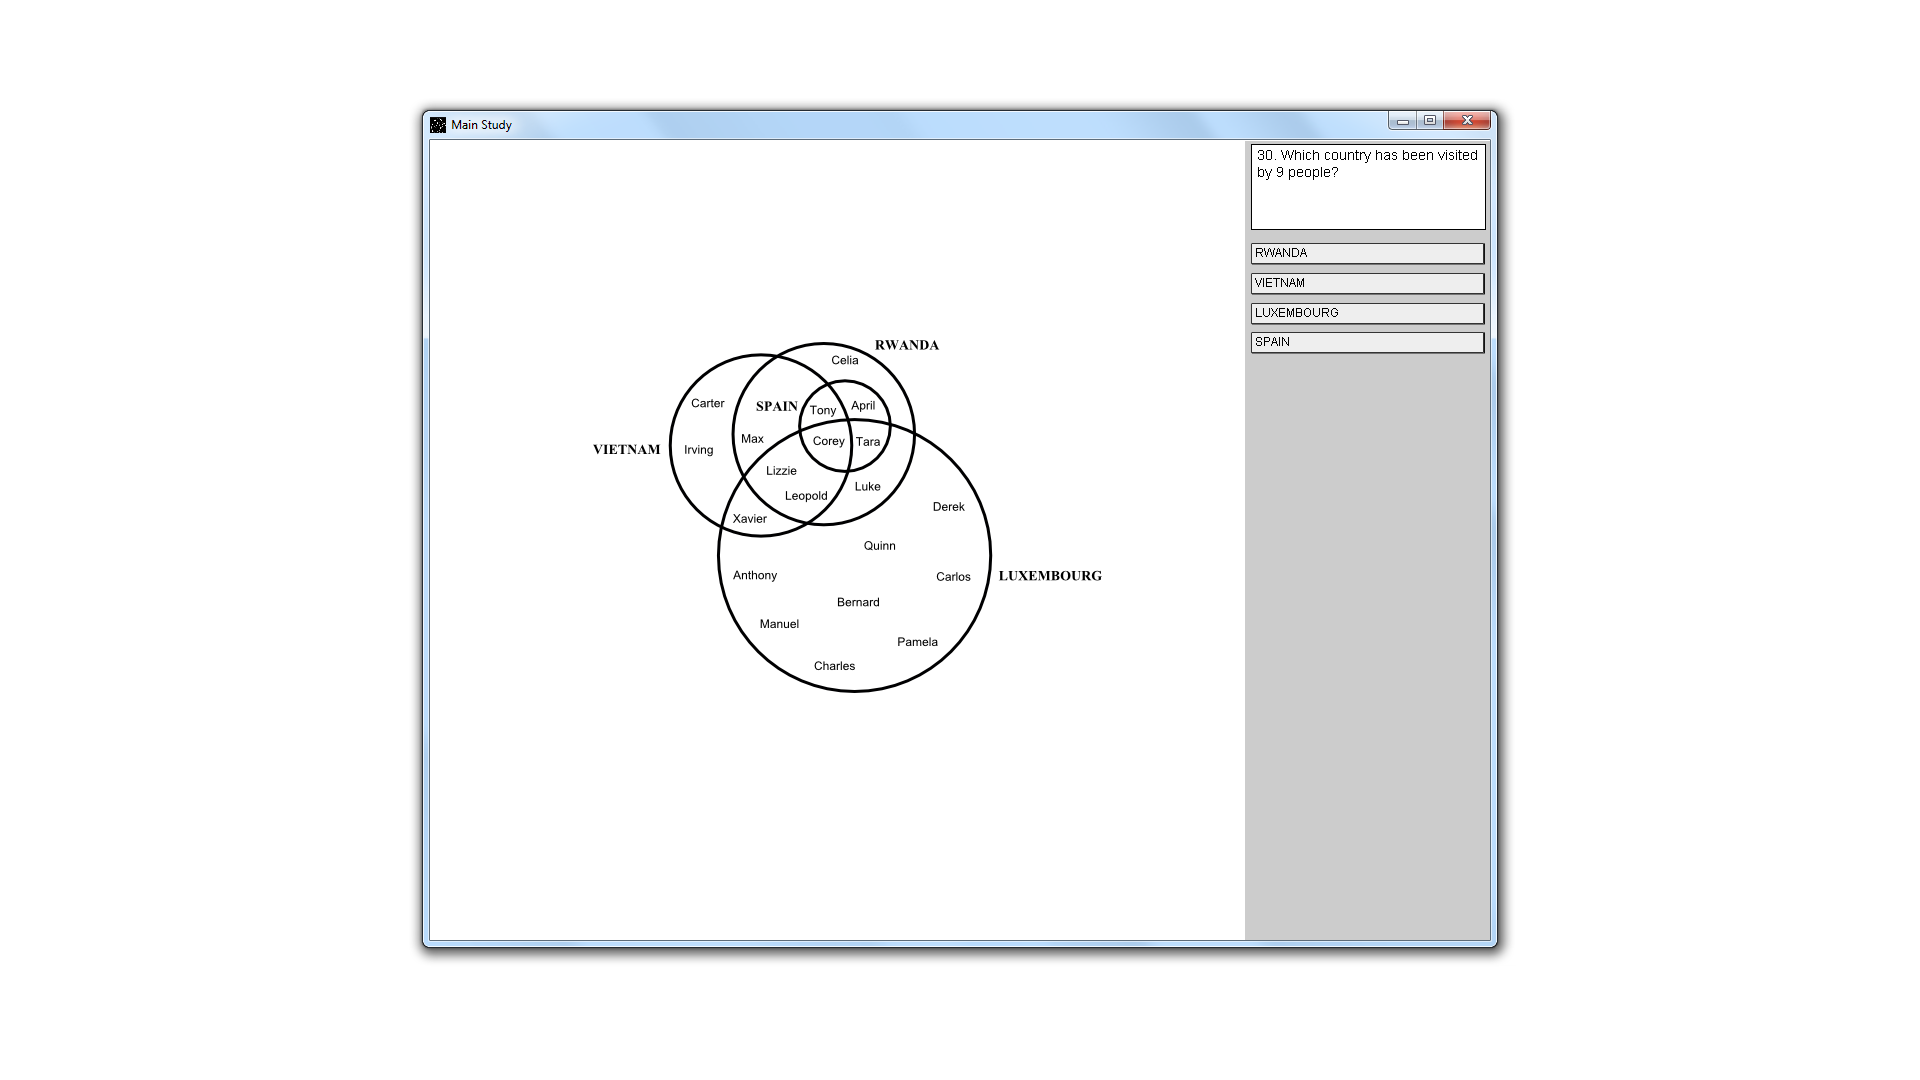 Main Study
30. Which country has been visited
by 9 people?
RWANDA
VIETNAM
LUXEMBOURG
SPAIN
RWANDA
Celia
Carter
SPAIN
Tony
April
Max
Corey
Tara
VIETNAM
Irving
Lizzie
Luke
Leopold
Derek
Xavier
Quinn
Anthony
Carlos
LUXEMBOURG
Bernard
Manuel
Pamela
Charles